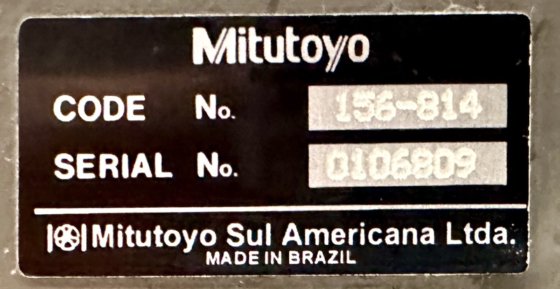 Mitutoyo
CODE No. 156-814
SERIAL No. 0106809
Mitutoyo Sul Americana Ltda.
MADE IN BRAZIL